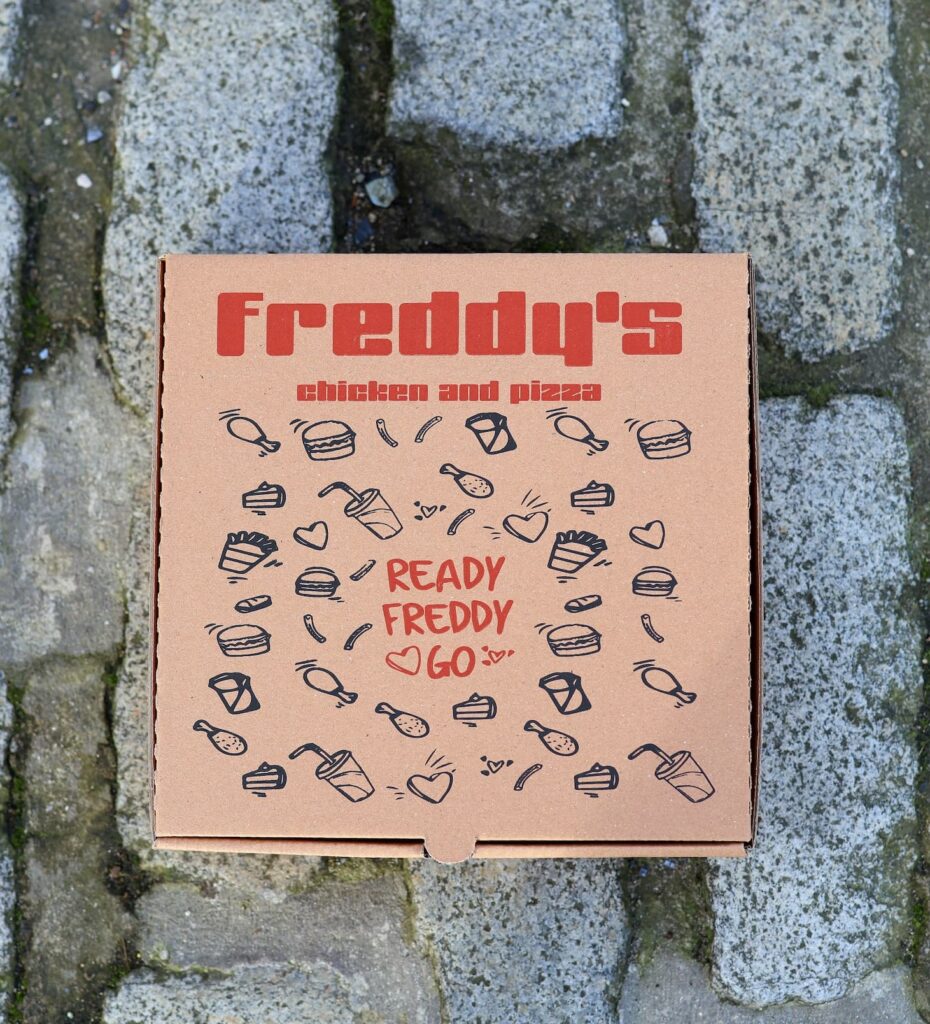 freddy's
chicken and pizza
READY
FREDDY
GO